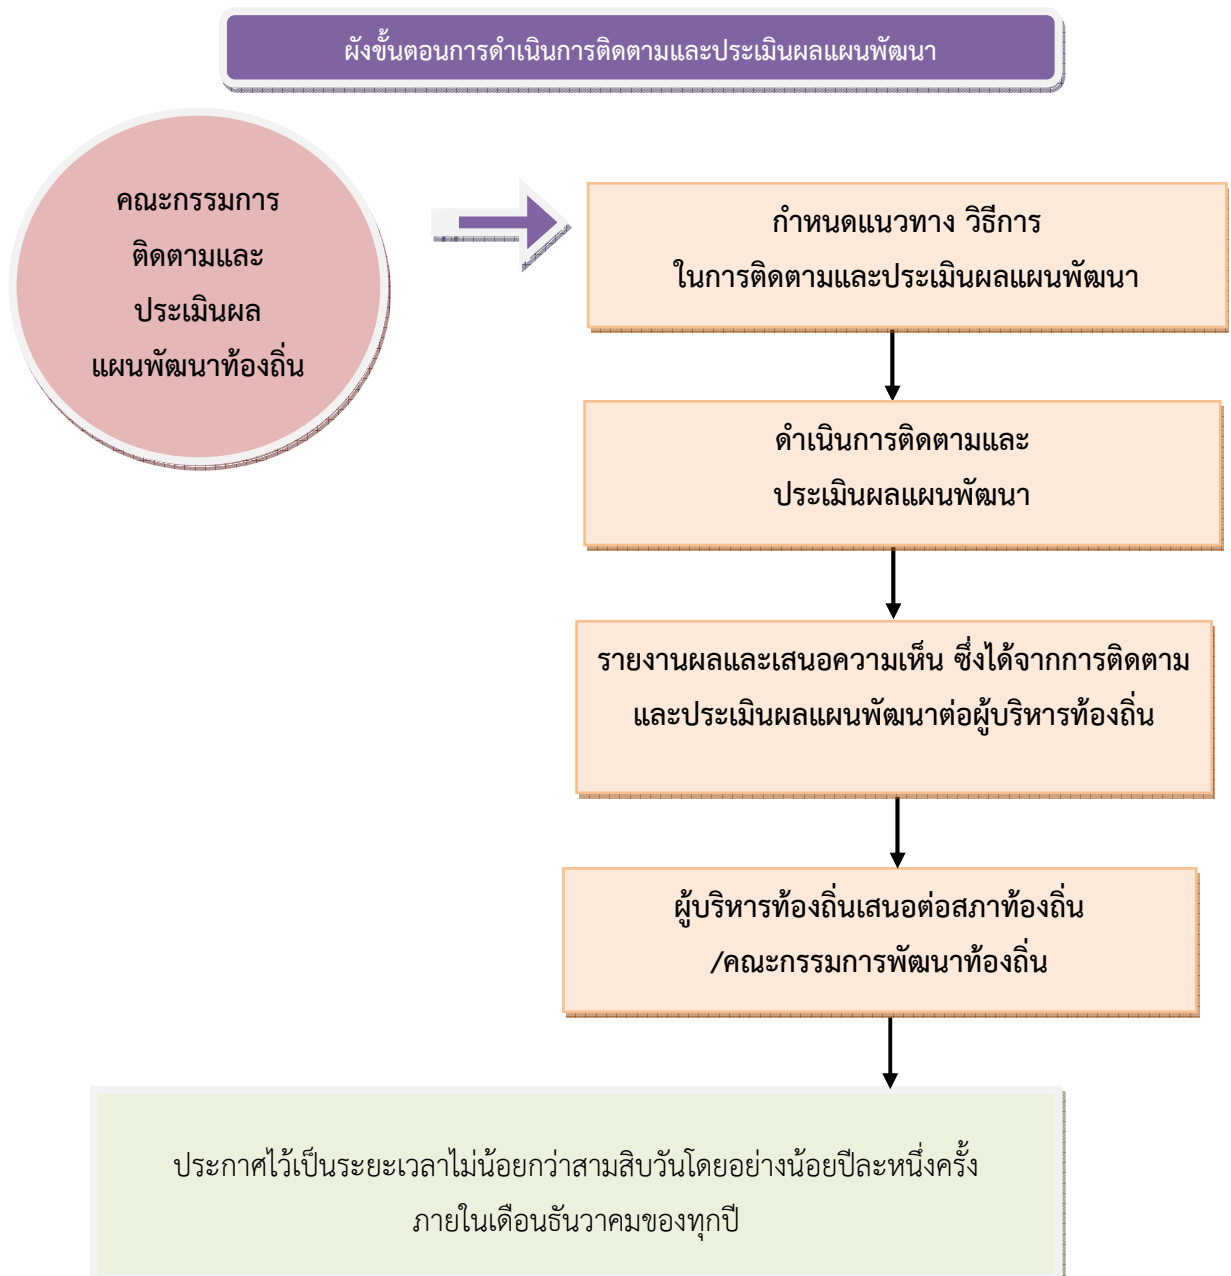 ผังขั้นตอนการดำเนินการติดตามและประเมินผลแผนพัฒนา
คณะกรรมการ
ติดตามและ
ประเมินผล
แผนพัฒนาท้องถิ่น
กำหนดแนวทาง วิธีการ
ในการติดตามและประเมินผลแผนพัฒนา
ดำเนินการติดตามและ
ประเมินผลแผนพัฒนา
รายงานผลและเสนอความเห็น ซึ่งได้จากการติดตาม
และประเมินผลแผนพัฒนาต่อผู้บริหารท้องถิ่น
ผู้บริหารท้องถิ่นเสนอต่อสภาท้องถิ่น
/คณะกรรมการพัฒนาท้องถิ่น
ประกาศไว้เป็นระยะเวลาไม่น้อยกว่าสามสิบวันโดยอย่างน้อยปีละหนึ่งครั้ง
ภายในเดือนธันวาคมของทุกปี